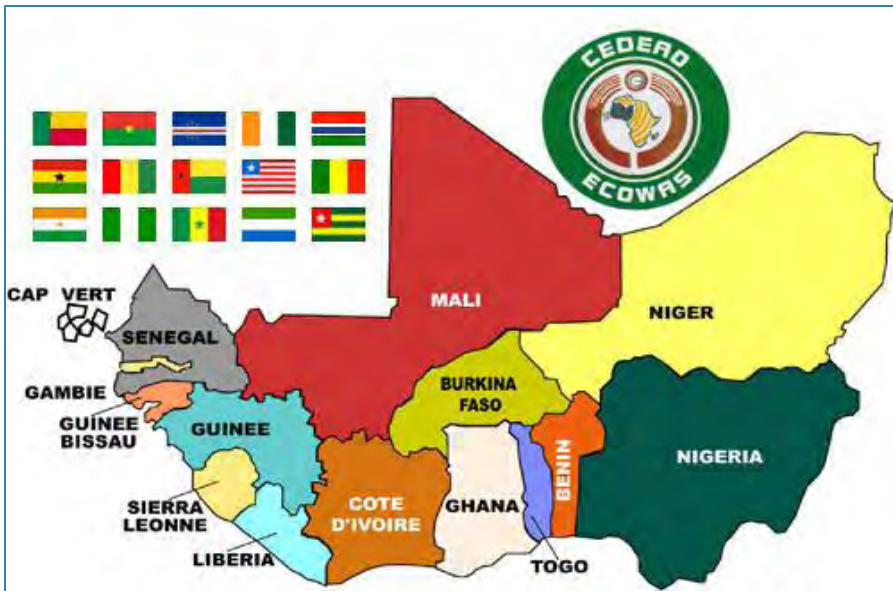 CEDEAO
ECOWAS
MALI
NIGER
CAP VERT
SENEGAL
GAMBIE
GUINEE
BISSAU
GUINEE
BURKINA
FASO
BENIN
NIGERIA
SIERRA
LEONNE
LIBERIA
COTE
D'IVOIRE
GHANA
TOGO